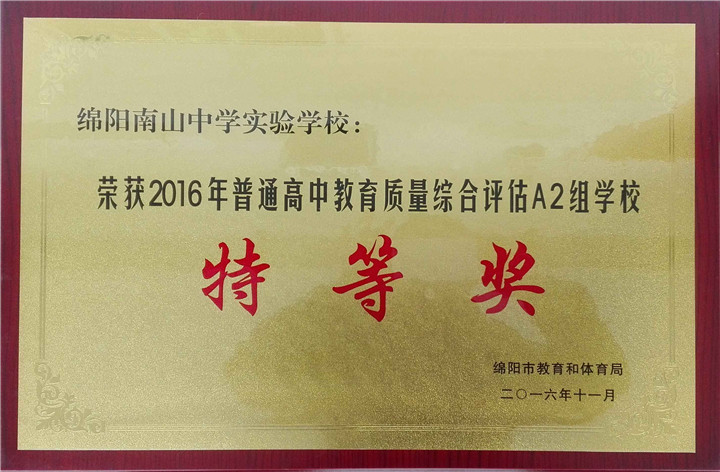 绵阳南山中学实验学校：
荣获2016年普通高中教育质量综合评估A2组学校
特等奖
绵阳市教育和体育局
二〇一六年十一月